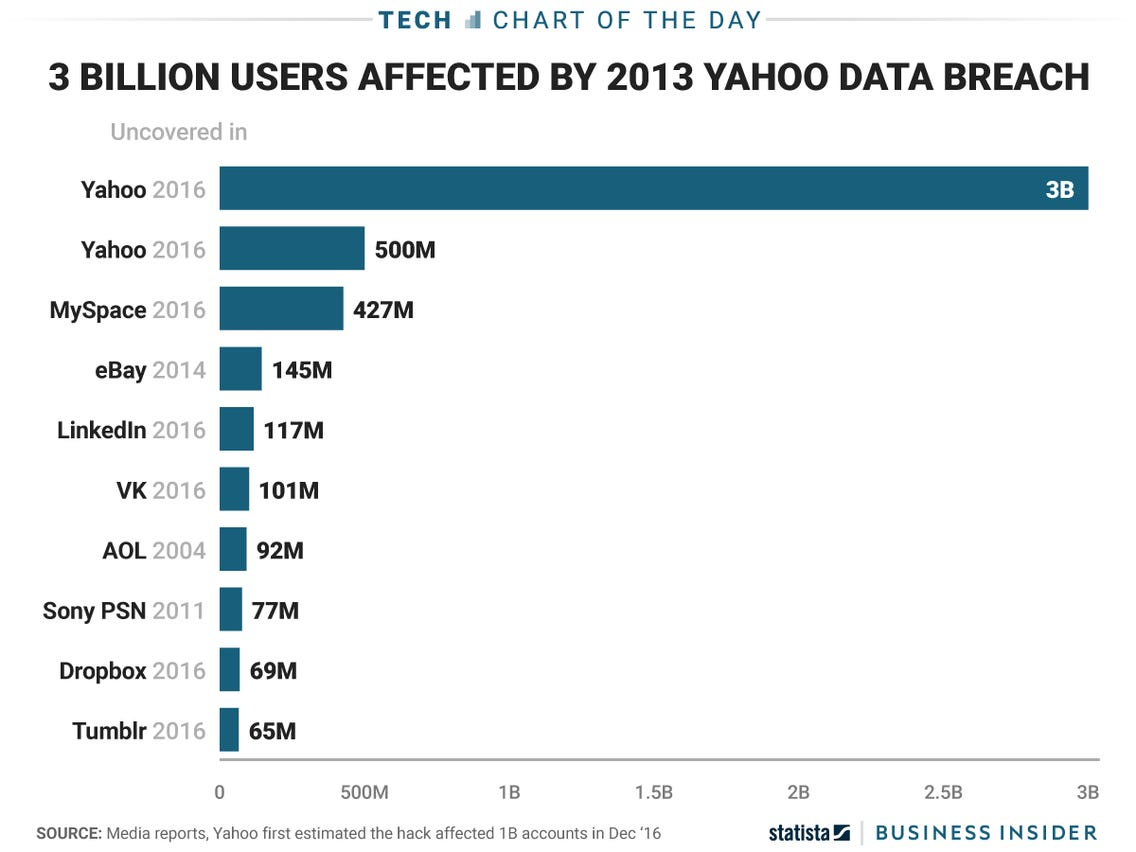 TECH CHART OF THE DAY
3 BILLION USERS AFFECTED BY 2013 YAHOO DATA BREACH
Uncovered in
Yahoo 2016 3B
Yahoo 2016 500M
MySpace 2016 427M
eBay 2014 145M
LinkedIn 2016 117M
VK 2016 101M
AOL 2004 92M
Sony PSN 2011 77M
Dropbox 2016 69M
Tumblr 2016 65M
0 500M 1B 1.5B 2B 2.5B 3B
SOURCE: Media reports, Yahoo first estimated the hack affected 1B accounts in Dec ‘16 statista BUSINESS INSIDER